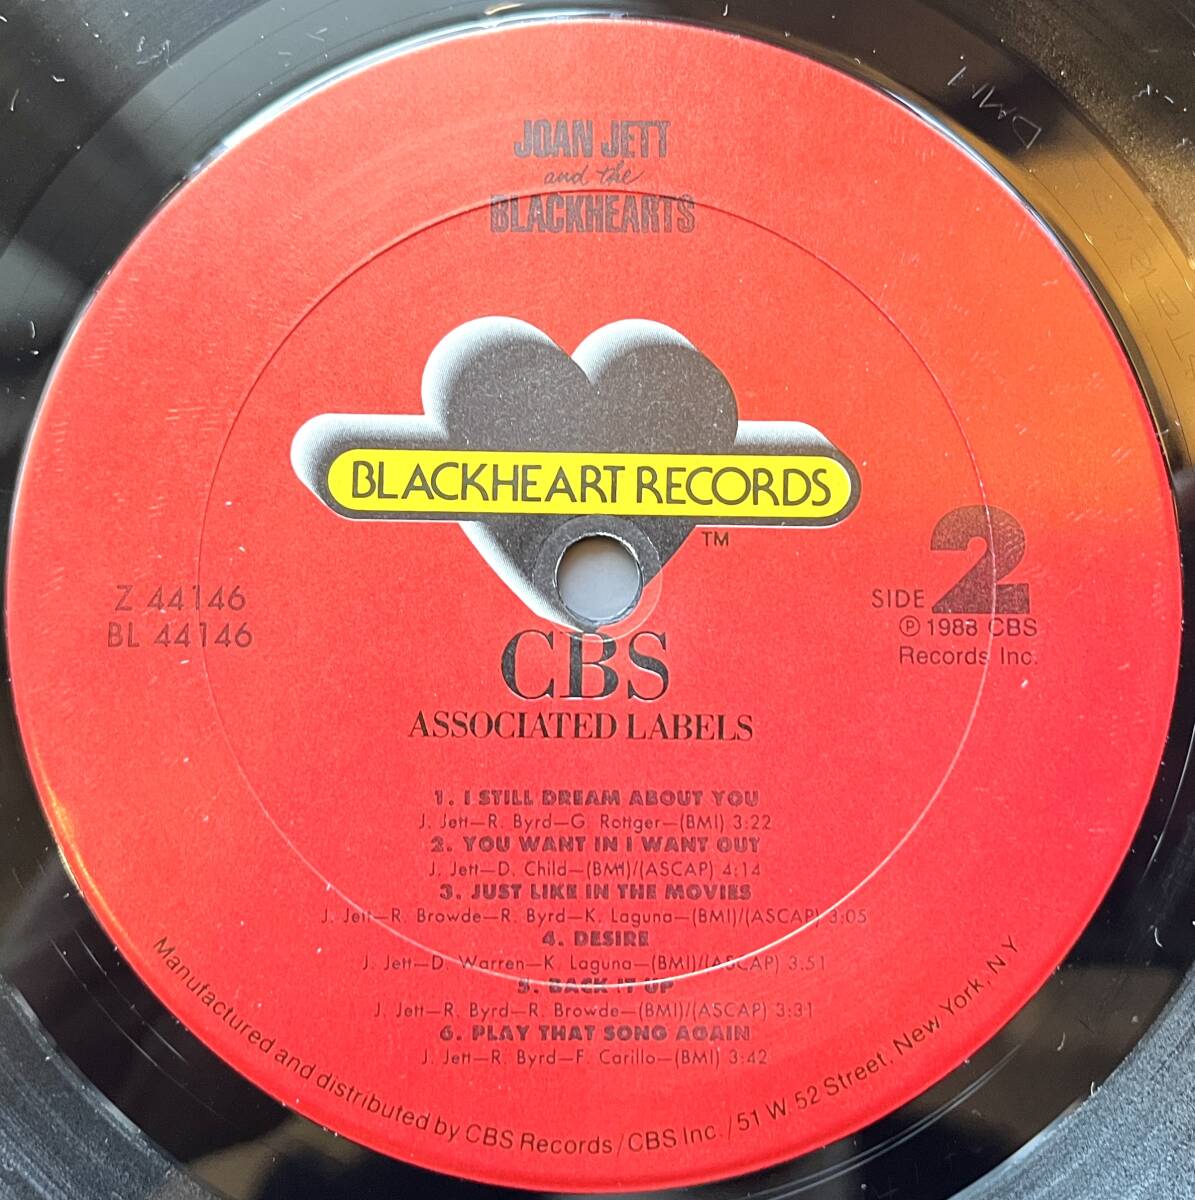 JOAN JETT
and the
BLACKHEARTS
BLACKHEART RECORDS
TM
Z 44146
BL 44146
SIDE 2
℗ 1988 CBS
Records Inc.
CBS
ASSOCIATED LABELS
1. I STILL DREAM ABOUT YOU
J. Jett—R. Byrd—G. Rottger—(BMI) 3:22
2. YOU WANT IN I WANT OUT
J. Jett—D. Child—(BMI)/(ASCAP) 4:14
3. JUST LIKE IN THE MOVIES
J. Jett—R. Browde—R. Byrd—K. Laguna—(BMI)/(ASCAP) 3:05
4. DESIRE
J. Jett—D. Warren—K. Laguna—(BMI)/(ASCAP) 3:51
5. BACK IT UP
J. Jett—R. Byrd—R. Browde—(BMI)/(ASCAP) 3:31
6. PLAY THAT SONG AGAIN
J. Jett—R. Byrd—F. Carillo—(BMI) 3:42
Manufactured and distributed by CBS Records/CBS Inc./51 W 52 Street, New York, N Y